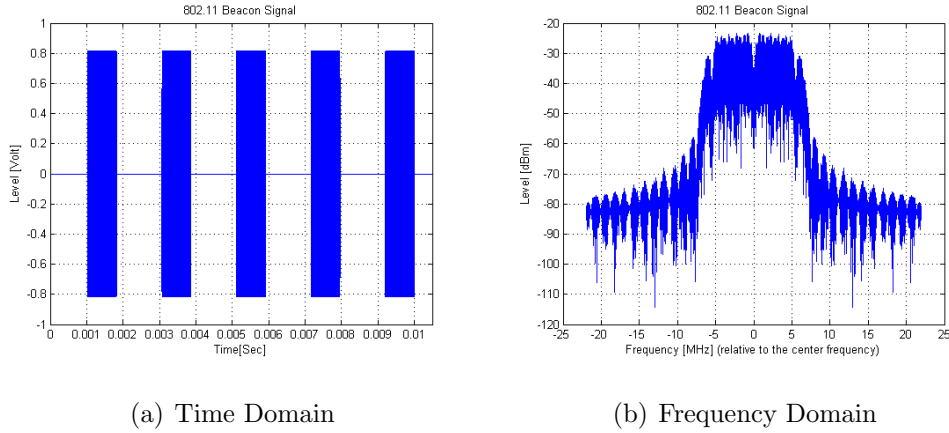 802.11 Beacon Signal
Level [Volt]
1
0.8
0.6
0.4
0.2
0
-0.2
-0.4
-0.6
-0.8
-1
0 0.001 0.002 0.003 0.004 0.005 0.006 0.007 0.008 0.009 0.01
Time[Sec]
(a) Time Domain
802.11 Beacon Signal
Level [dBm]
-20
-30
-40
-50
-60
-70
-80
-90
-100
-110
-120
-25 -20 -15 -10 -5 0 5 10 15 20 25
Frequency [MHz] (relative to the center frequency)
(b) Frequency Domain